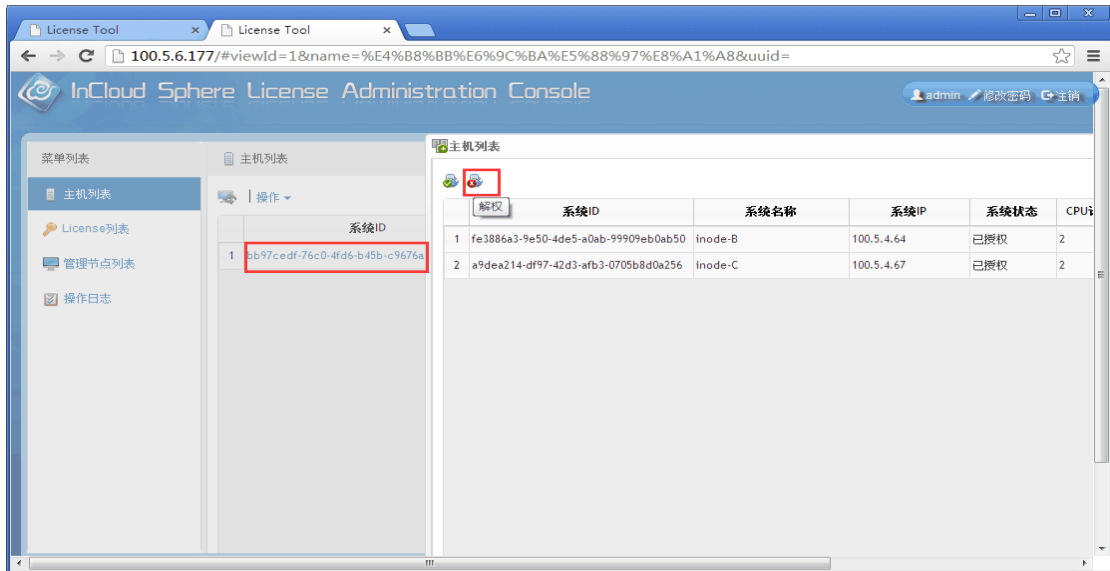 License Tool
License Tool
100.5.6.177/#viewId=1&name=%E4%B8%BB%E6%9C%BA%E5%88%97%E8%A1%A8&uuid=
InCloud Sphere License Administration Console
admin 修改密码 注销
菜单列表
主机列表
License列表
管理节点列表
操作日志
主机列表
操作
系统ID
1 bb97cedf-76c0-4fd6-b45b-c9676a
主机列表
解权
系统ID 系统名称 系统IP 系统状态 CPU
1 fe3886a3-9e50-4de5-a0ab-99909eb0ab50 inode-B 100.5.4.64 已授权 2
2 a9dea214-df97-42d3-afb3-0705b8d0a256 inode-C 100.5.4.67 已授权 2